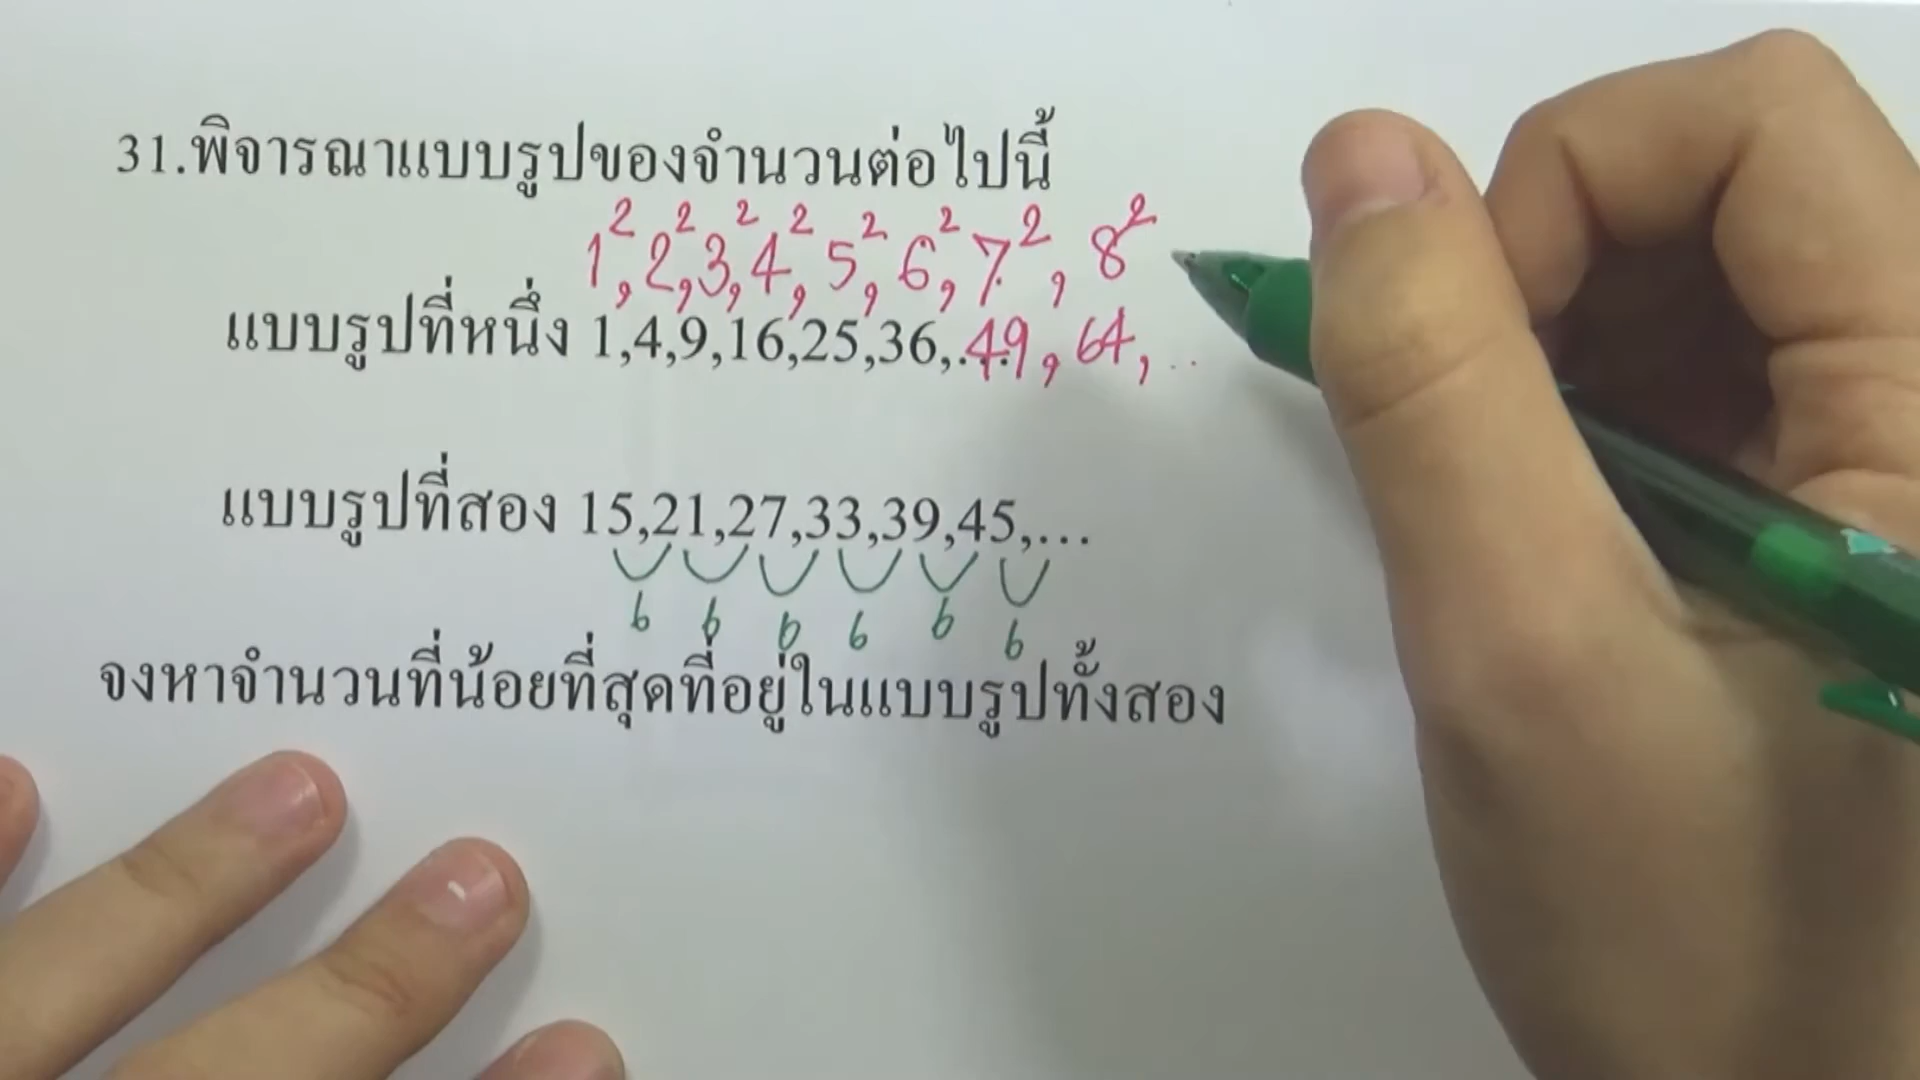 31.พิจารณาแบบรูปของจำนวนต่อไปนี้
1², 2², 3², 4², 5², 6², 7², 8²
แบบรูปที่หนึ่ง 1,4,9,16,25,36,... 49, 64, ..
แบบรูปที่สอง 15,21,27,33,39,45,...
6 6 6 6 6 6
จงหาจำนวนที่น้อยที่สุดที่อยู่ในแบบรูปทั้งสอง